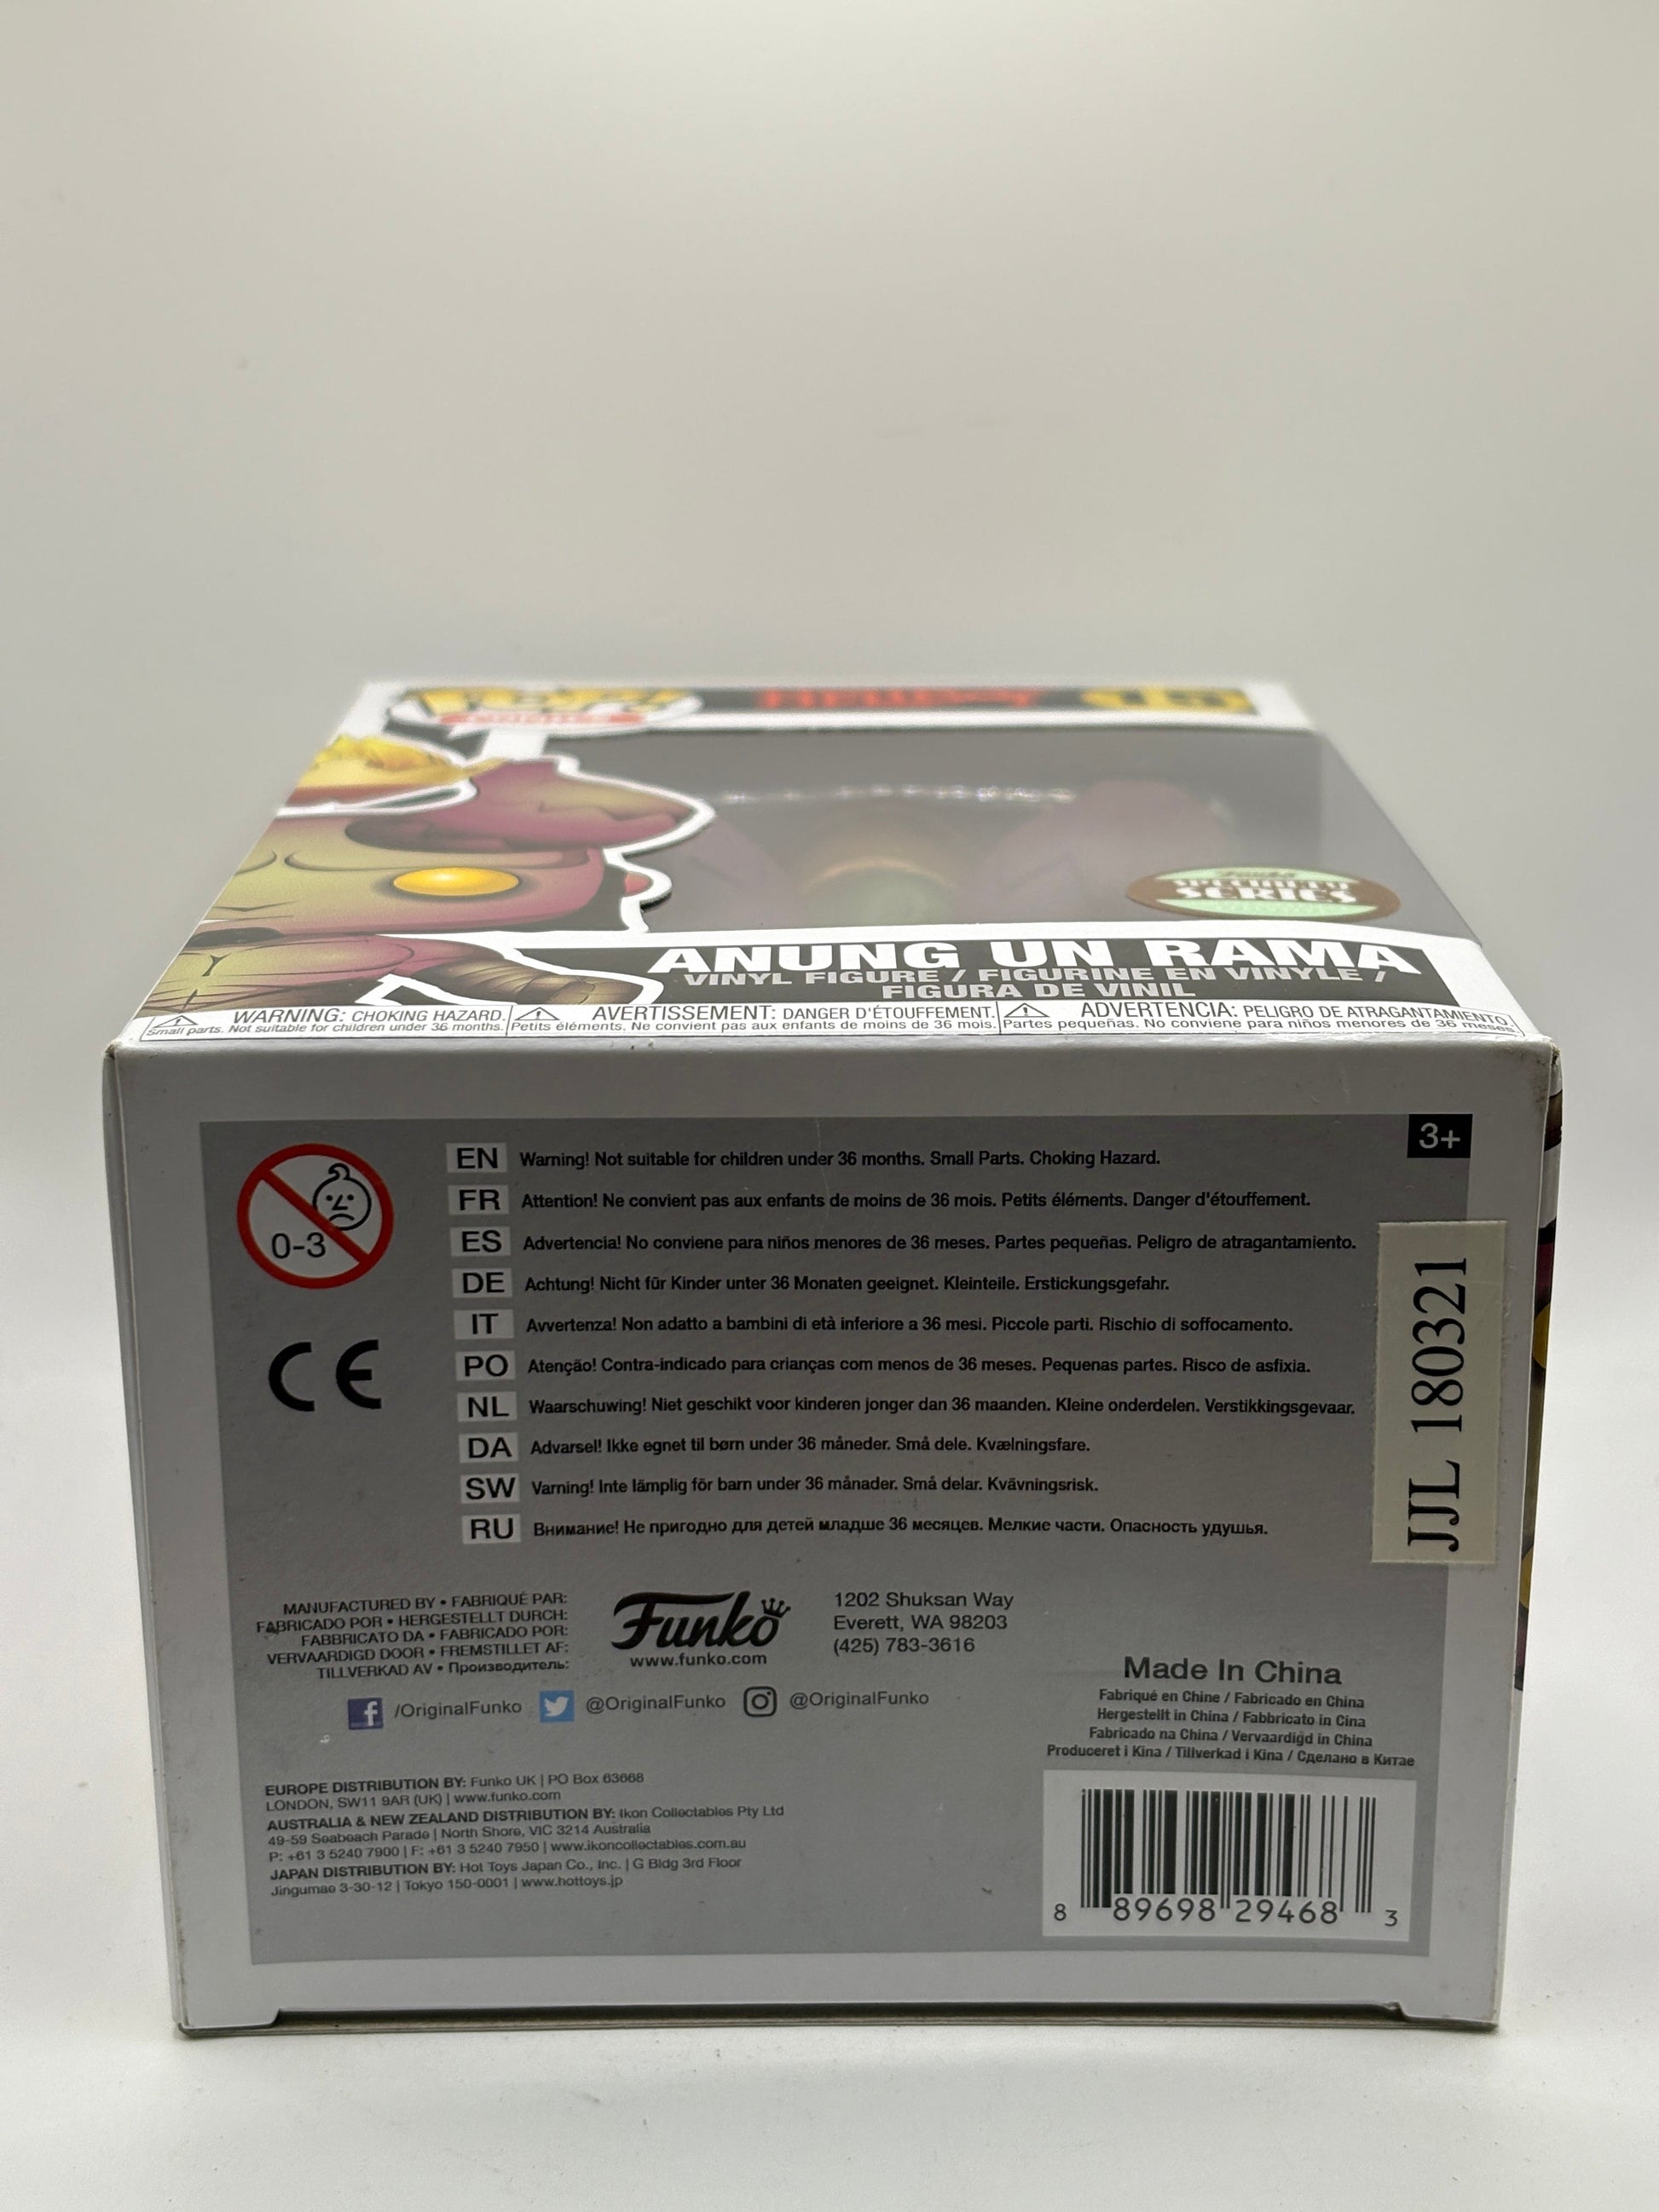 POP!
HELLBOY
15
Funko
SPECIALTY
SERIES
ANUNG UN RAMA
VINYL FIGURE / FIGURINE EN VINYLE /
FIGURA DE VINIL
WARNING: CHOKING HAZARD.
Small parts. Not suitable for children under 36 months.
AVERTISSEMENT: DANGER D'ÉTOUFFEMENT.
Petits éléments. Ne convient pas aux enfants de moins de 36 mois.
ADVERTENCIA: PELIGRO DE ATRAGANTAMIENTO.
Partes pequeñas. No conviene para niños menores de 36 meses.
3+
0-3
CE
EN Warning! Not suitable for children under 36 months. Small Parts. Choking Hazard.
FR Attention! Ne convient pas aux enfants de moins de 36 mois. Petits éléments. Danger d'étouffement.
ES Advertencia! No conviene para niños menores de 36 meses. Partes pequeñas. Peligro de atragantamiento.
DE Achtung! Nicht für Kinder unter 36 Monaten geeignet. Kleinteile. Erstickungsgefahr.
IT Avvertenza! Non adatto a bambini di età inferiore a 36 mesi. Piccole parti. Rischio di soffocamento.
PO Atenção! Contra-indicado para crianças com menos de 36 meses. Pequenas partes. Risco de asfixia.
NL Waarschuwing! Niet geschikt voor kinderen jonger dan 36 maanden. Kleine onderdelen. Verstikkingsgevaar.
DA Advarsel! Ikke egnet til børn under 36 måneder. Små dele. Kvælningsfare.
SW Varning! Inte lämplig för barn under 36 månader. Små delar. Kvävningsrisk.
RU Внимание! Не пригодно для детей младше 36 месяцев. Мелкие части. Опасность удушья.
JJL 180321
MANUFACTURED BY • FABRIQUÉ PAR:
FABRICADO POR • HERGESTELLT DURCH:
FABBRICATO DA • FABRICADO POR:
VERVAARDIGD DOOR • FREMSTILLET AF:
TILLVERKAD AV • Производитель:
Funko
www.funko.com
1202 Shuksan Way
Everett, WA 98203
(425) 783-3616
/OriginalFunko @OriginalFunko @OriginalFunko
Made In China
Fabriqué en Chine / Fabricado en China
Hergestellt in China / Fabbricato in Cina
Fabricado na China / Vervaardigd in China
Produceret i Kina / Tillverkad i Kina / Сделано в Китае
EUROPE DISTRIBUTION BY: Funko UK | PO Box 63668
LONDON, SW11 9AR (UK) | www.funko.com
AUSTRALIA & NEW ZEALAND DISTRIBUTION BY: Ikon Collectables Pty Ltd
49-59 Seabeach Parade | North Shore, VIC 3214 Australia
P: +61 3 5240 7900 | F: +61 3 5240 7950 | www.ikoncollectables.com.au
JAPAN DISTRIBUTION BY: Hot Toys Japan Co., Inc. | G Bldg 3rd Floor
Jingumae 3-30-12 | Tokyo 150-0001 | www.hottoys.jp
8 89698 29468 3